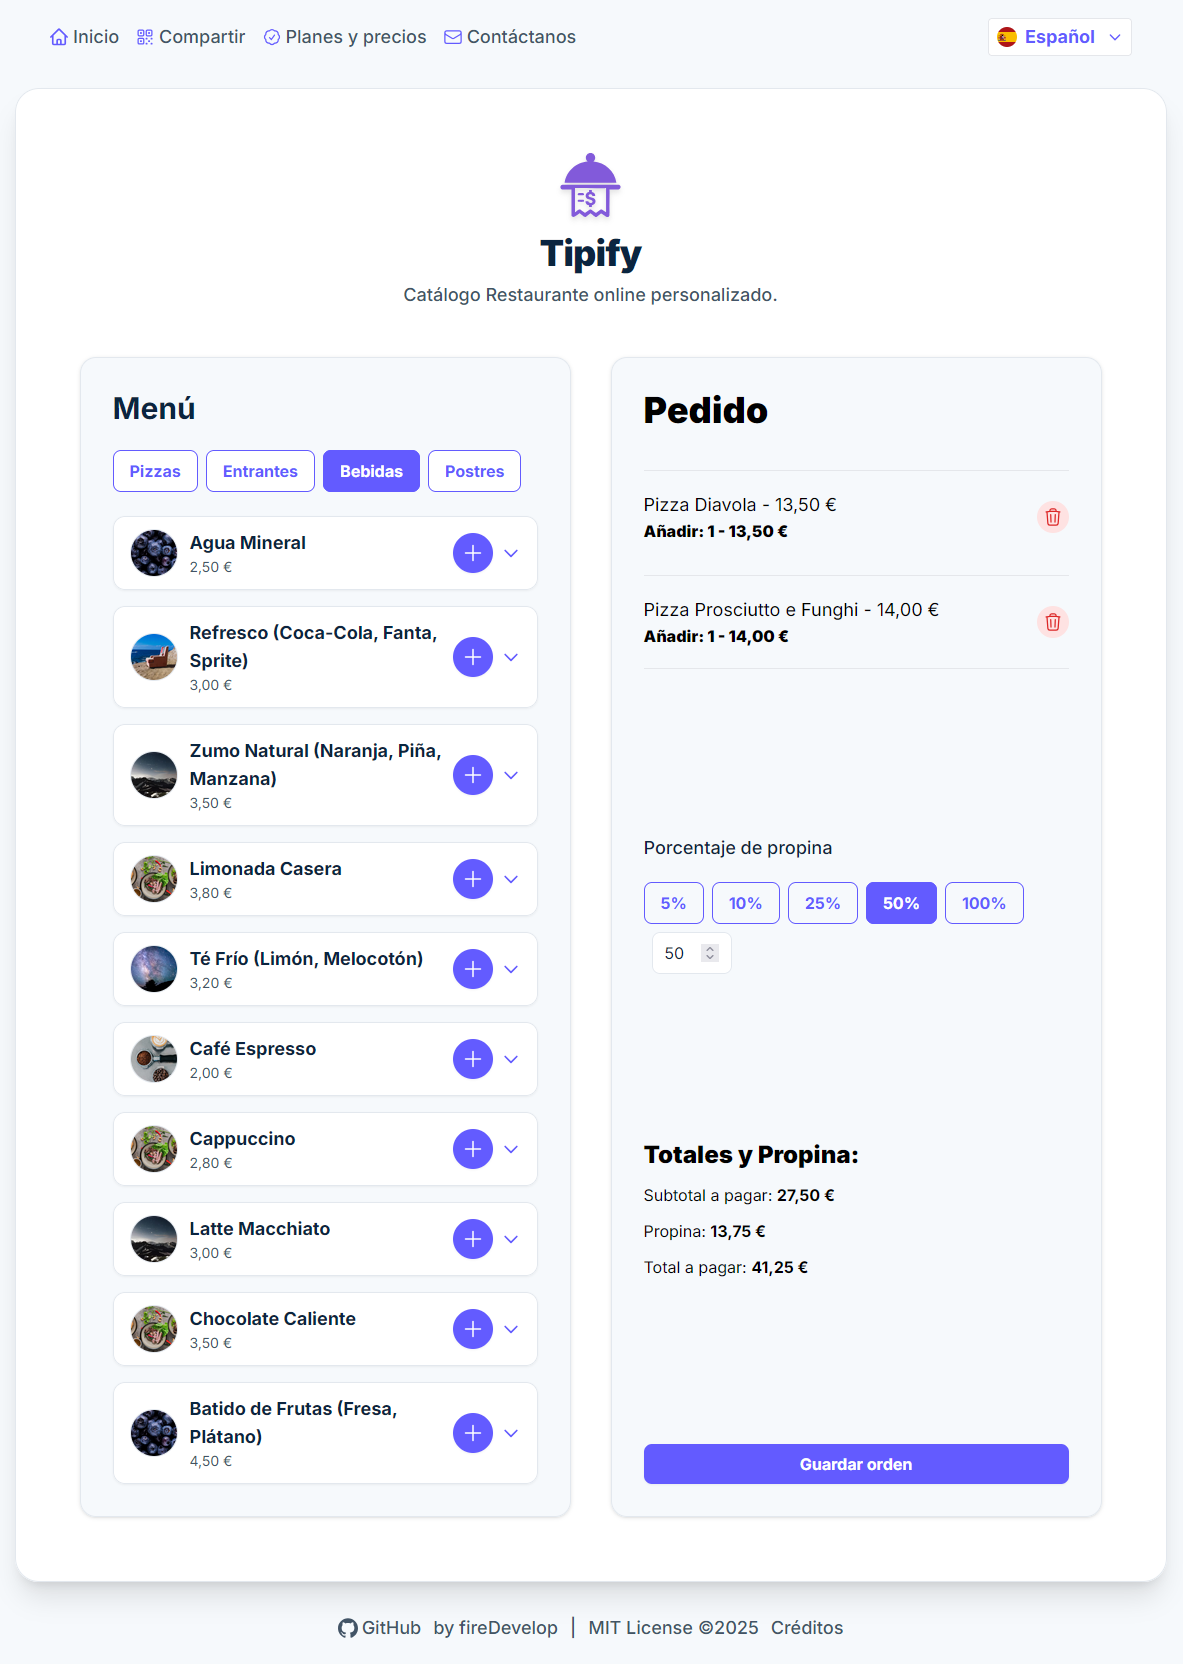 Inicio Compartir Planes y precios Contáctanos Español
$
Tipify
Catálogo Restaurante online personalizado.
Menú
Pizzas Entrantes Bebidas Postres
Agua Mineral
2,50 €
Refresco (Coca-Cola, Fanta,
Sprite)
3,00 €
Zumo Natural (Naranja, Piña,
Manzana)
3,50 €
Limonada Casera
3,80 €
Té Frío (Limón, Melocotón)
3,20 €
Café Espresso
2,00 €
Cappuccino
2,80 €
Latte Macchiato
3,00 €
Chocolate Caliente
3,50 €
Batido de Frutas (Fresa,
Plátano)
4,50 €
Pedido
Pizza Diavola - 13,50 €
Añadir: 1 - 13,50 €
Pizza Prosciutto e Funghi - 14,00 €
Añadir: 1 - 14,00 €
Porcentaje de propina
5% 10% 25% 50% 100%
50
Totales y Propina:
Subtotal a pagar: 27,50 €
Propina: 13,75 €
Total a pagar: 41,25 €
Guardar orden
GitHub by fireDevelop | MIT License ©2025 Créditos